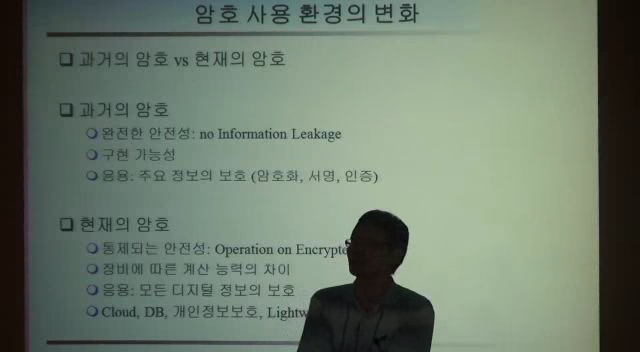 암호 사용 환경의 변화
❑ 과거의 암호 vs 현재의 암호
❑ 과거의 암호
❍ 완전한 안전성: no Information Leakage
❍ 구현 가능성
❍ 응용: 주요 정보의 보호 (암호화, 서명, 인증)
❑ 현재의 암호
❍ 통제되는 안전성: Operation on Encrypte
❍ 장비에 따른 계산 능력의 차이
❍ 응용: 모든 디지털 정보의 보호
❍ Cloud, DB, 개인정보보호, Lightw